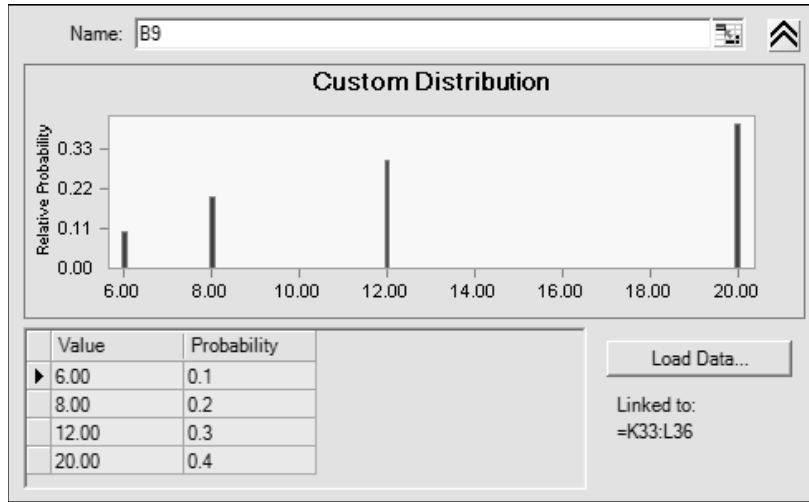 Name: B9
Custom Distribution
Relative Probability
0.33
0.22
0.11
0.00
6.00 8.00 10.00 12.00 14.00 16.00 18.00 20.00
Value Probability
6.00 0.1
8.00 0.2
12.00 0.3
20.00 0.4
Load Data...
Linked to:
=K33:L36